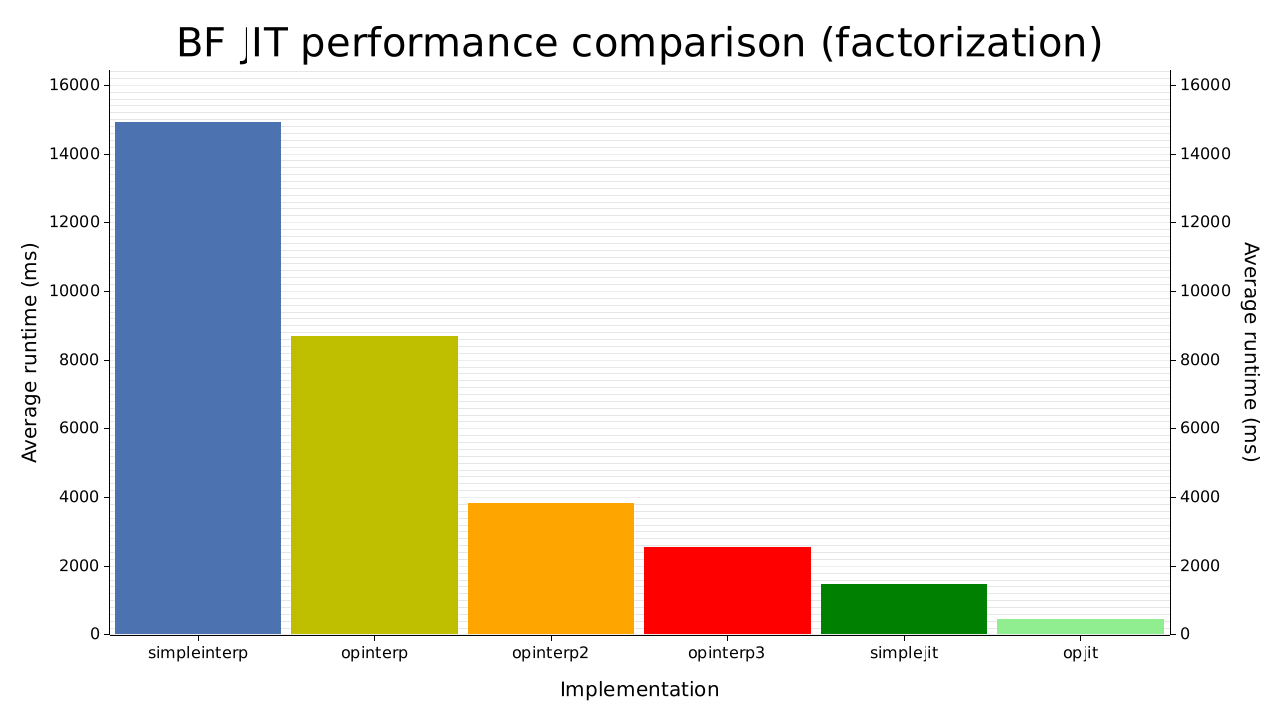 BF JIT performance comparison (factorization)
16000
14000
12000
10000
8000
6000
4000
2000
0
Average runtime (ms)
16000
14000
12000
10000
8000
6000
4000
2000
0
Average runtime (ms)
simpleinterp
opinterp
opinterp2
opinterp3
simplejit
opjit
Implementation